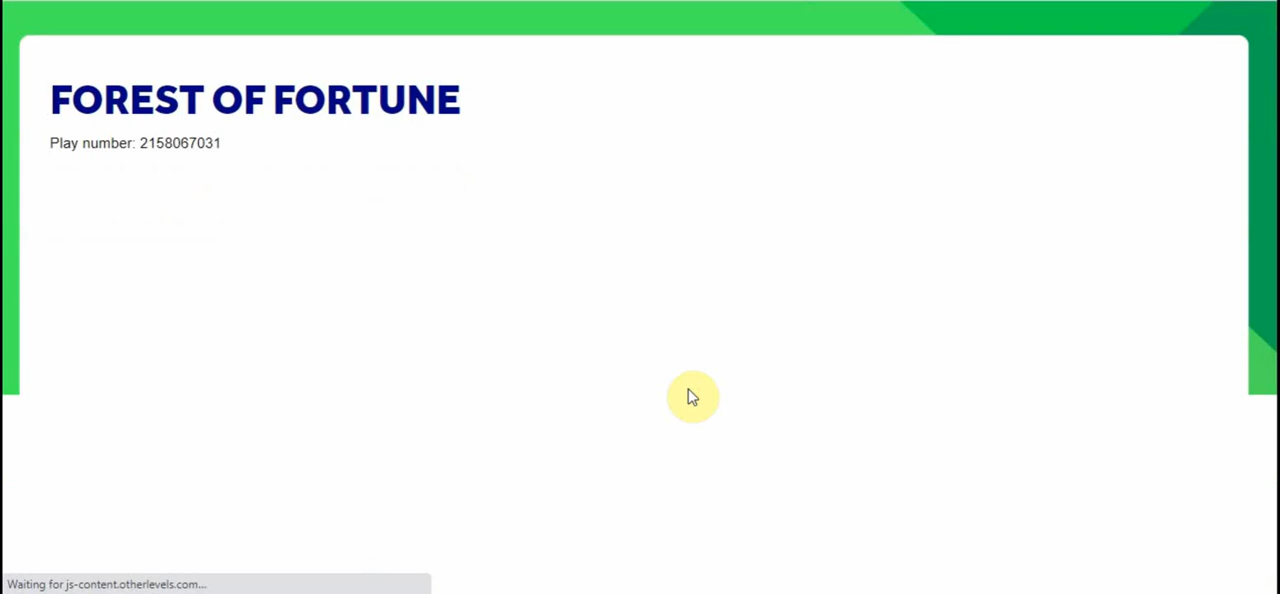 FOREST OF FORTUNE
Play number: 2158067031
Waiting for js-content.otherlevels.com...